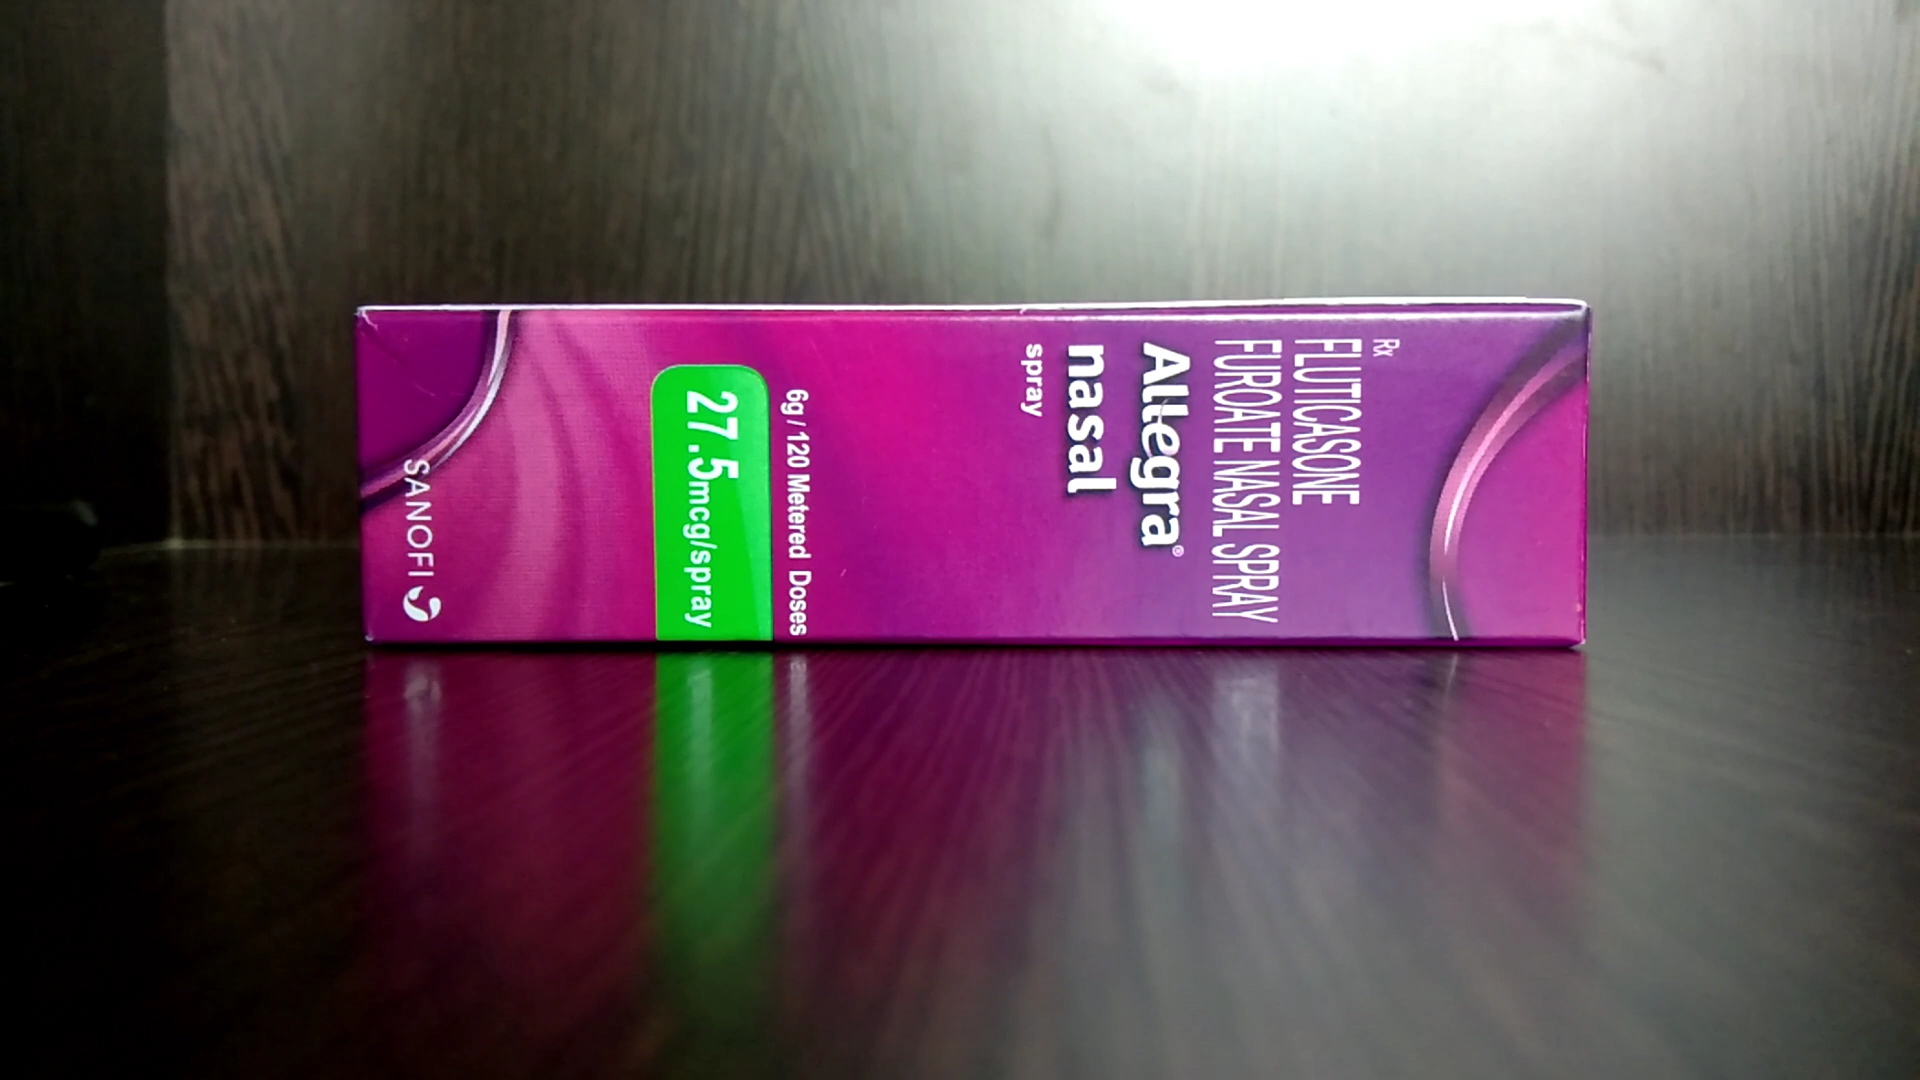 Rx
FLUTICASONE
FUROATE NASAL SPRAY
Allegra®
nasal
spray
6g / 120 Metered Doses
27.5mcg/spray
SANOFI